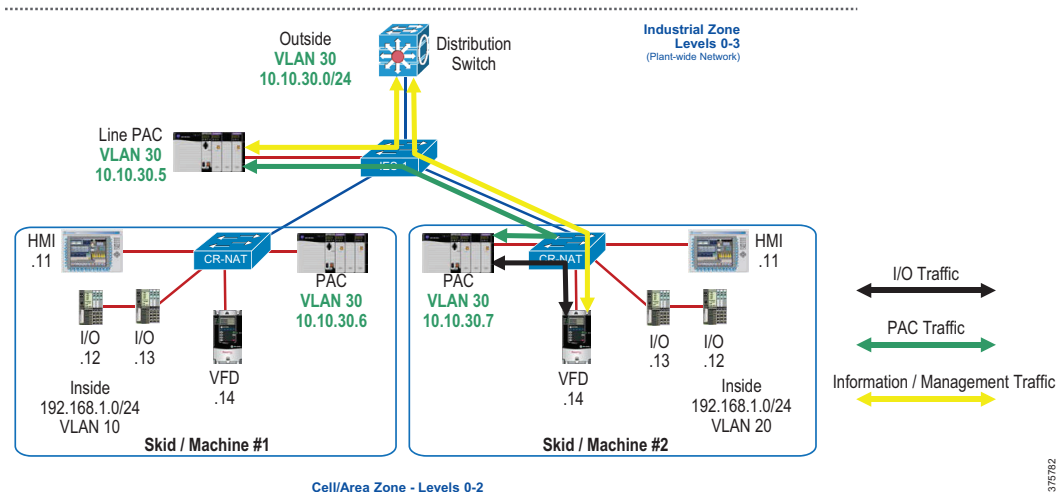 Industrial Zone
Levels 0-3
(Plant-wide Network)
Outside
VLAN 30
10.10.30.0/24
Distribution
Switch
Line PAC
VLAN 30
10.10.30.5
IES-1
HMI
.11
CR-NAT
PAC
VLAN 30
10.10.30.6
I/O
.12
I/O
.13
VFD
.14
Inside
192.168.1.0/24
VLAN 10
Skid / Machine #1
PAC
VLAN 30
10.10.30.7
CR-NAT
HMI
.11
VFD
.14
I/O
.13
I/O
.12
Inside
192.168.1.0/24
VLAN 20
Skid / Machine #2
I/O Traffic
PAC Traffic
Information / Management Traffic
Cell/Area Zone - Levels 0-2
375782